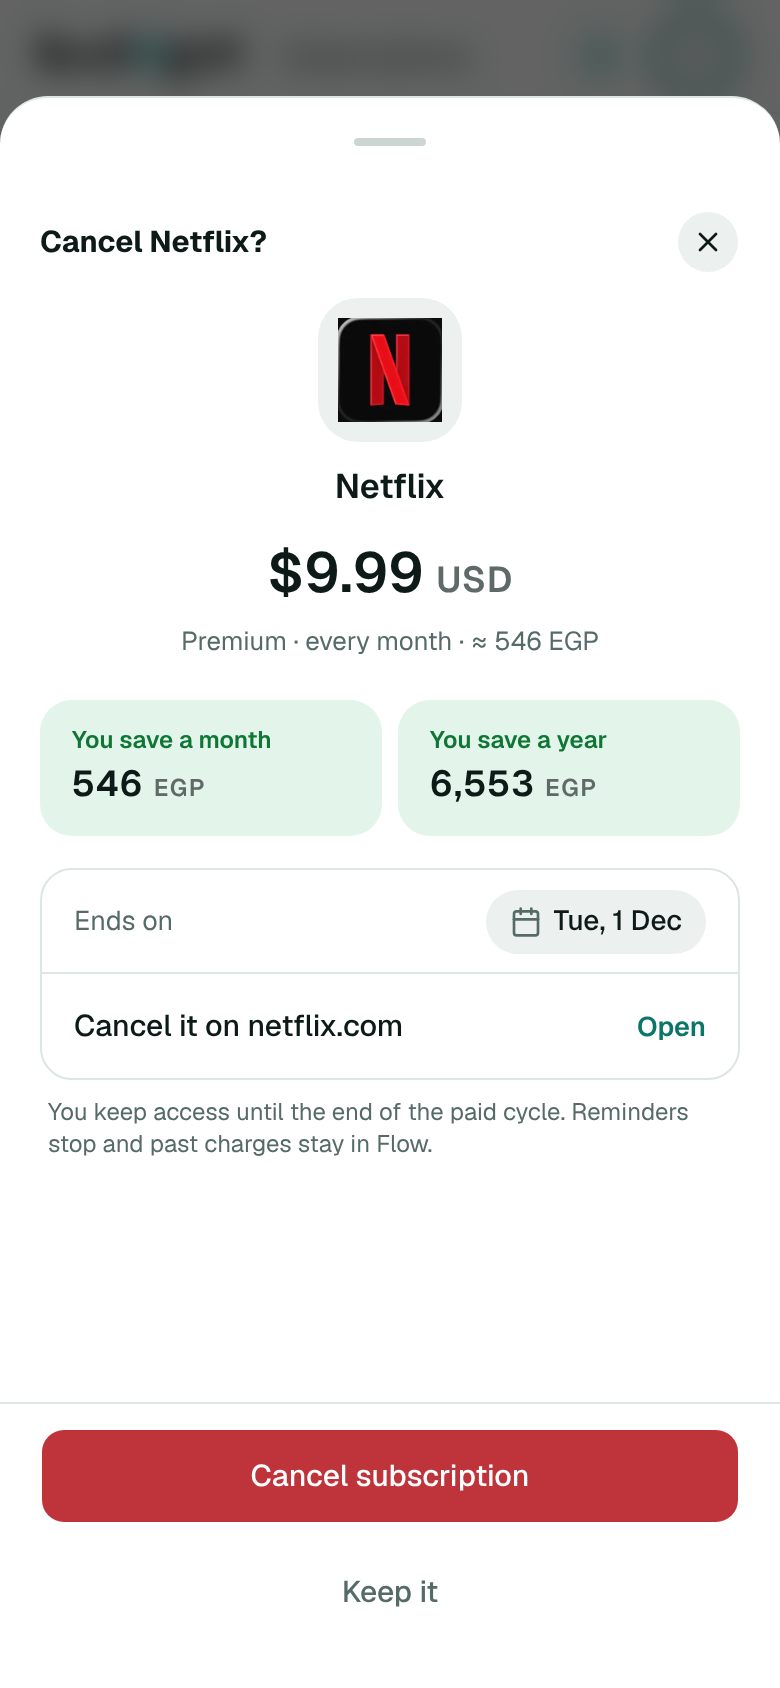 Cancel Netflix?
N
Netflix
$9.99 USD
Premium · every month · ≈ 546 EGP
You save a month
546 EGP
You save a year
6,553 EGP
Ends on
Tue, 1 Dec
Cancel it on netflix.com
Open
You keep access until the end of the paid cycle. Reminders
stop and past charges stay in Flow.
Cancel subscription
Keep it